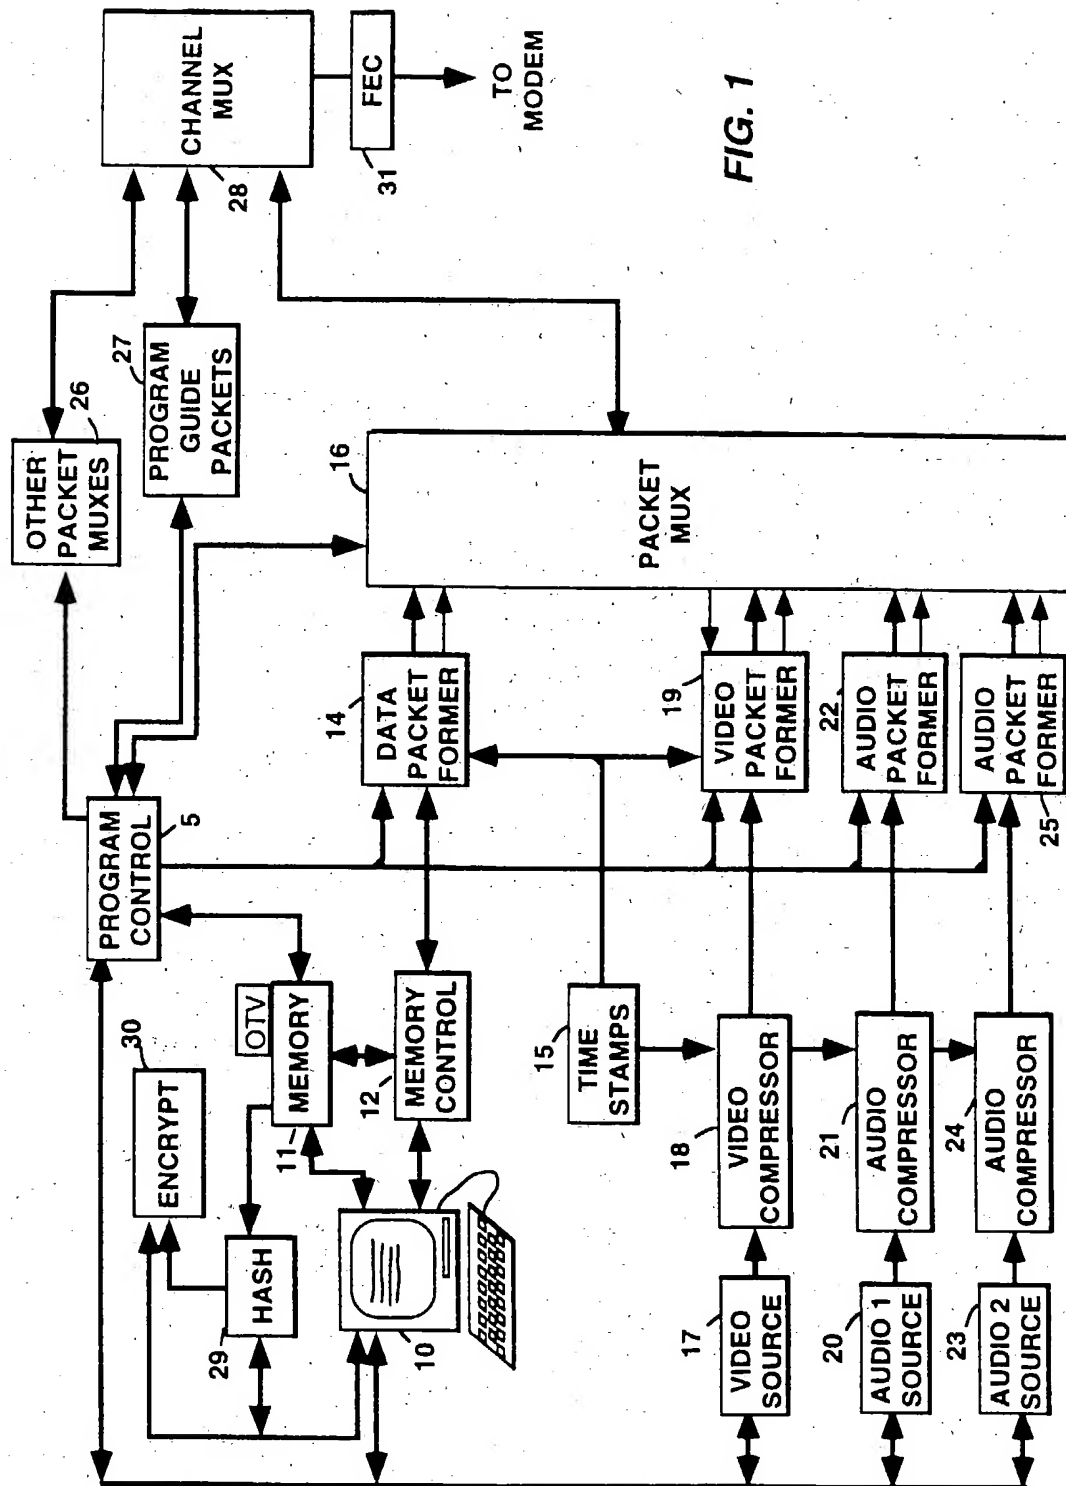 OTHER
PACKET
MUXES
26
PROGRAM
GUIDE
PACKETS
27
CHANNEL
MUX
28
FEC
31
TO
MODEM
FIG. 1
PROGRAM
CONTROL
5
PACKET
MUX
16
ENCRYPT
30
HASH
29
OTV
MEMORY
11
MEMORY
CONTROL
12
10
DATA
PACKET
FORMER
14
TIME
STAMPS
15
VIDEO
SOURCE
17
VIDEO
COMPRESSOR
18
VIDEO
PACKET
FORMER
19
AUDIO 1
SOURCE
20
AUDIO
COMPRESSOR
21
AUDIO
PACKET
FORMER
22
AUDIO 2
SOURCE
23
AUDIO
COMPRESSOR
24
AUDIO
PACKET
FORMER
25